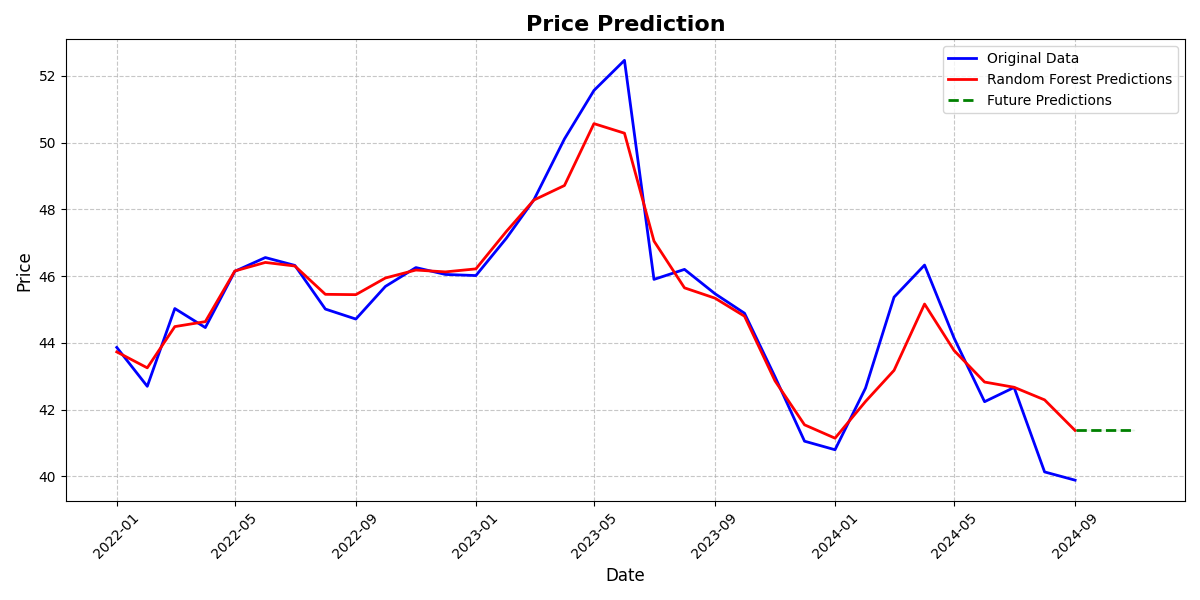 Price Prediction
Original Data
Random Forest Predictions
Future Predictions
Price
52
50
48
46
44
42
40
2022-01
2022-05
2022-09
2023-01
2023-05
2023-09
2024-01
2024-05
2024-09
Date